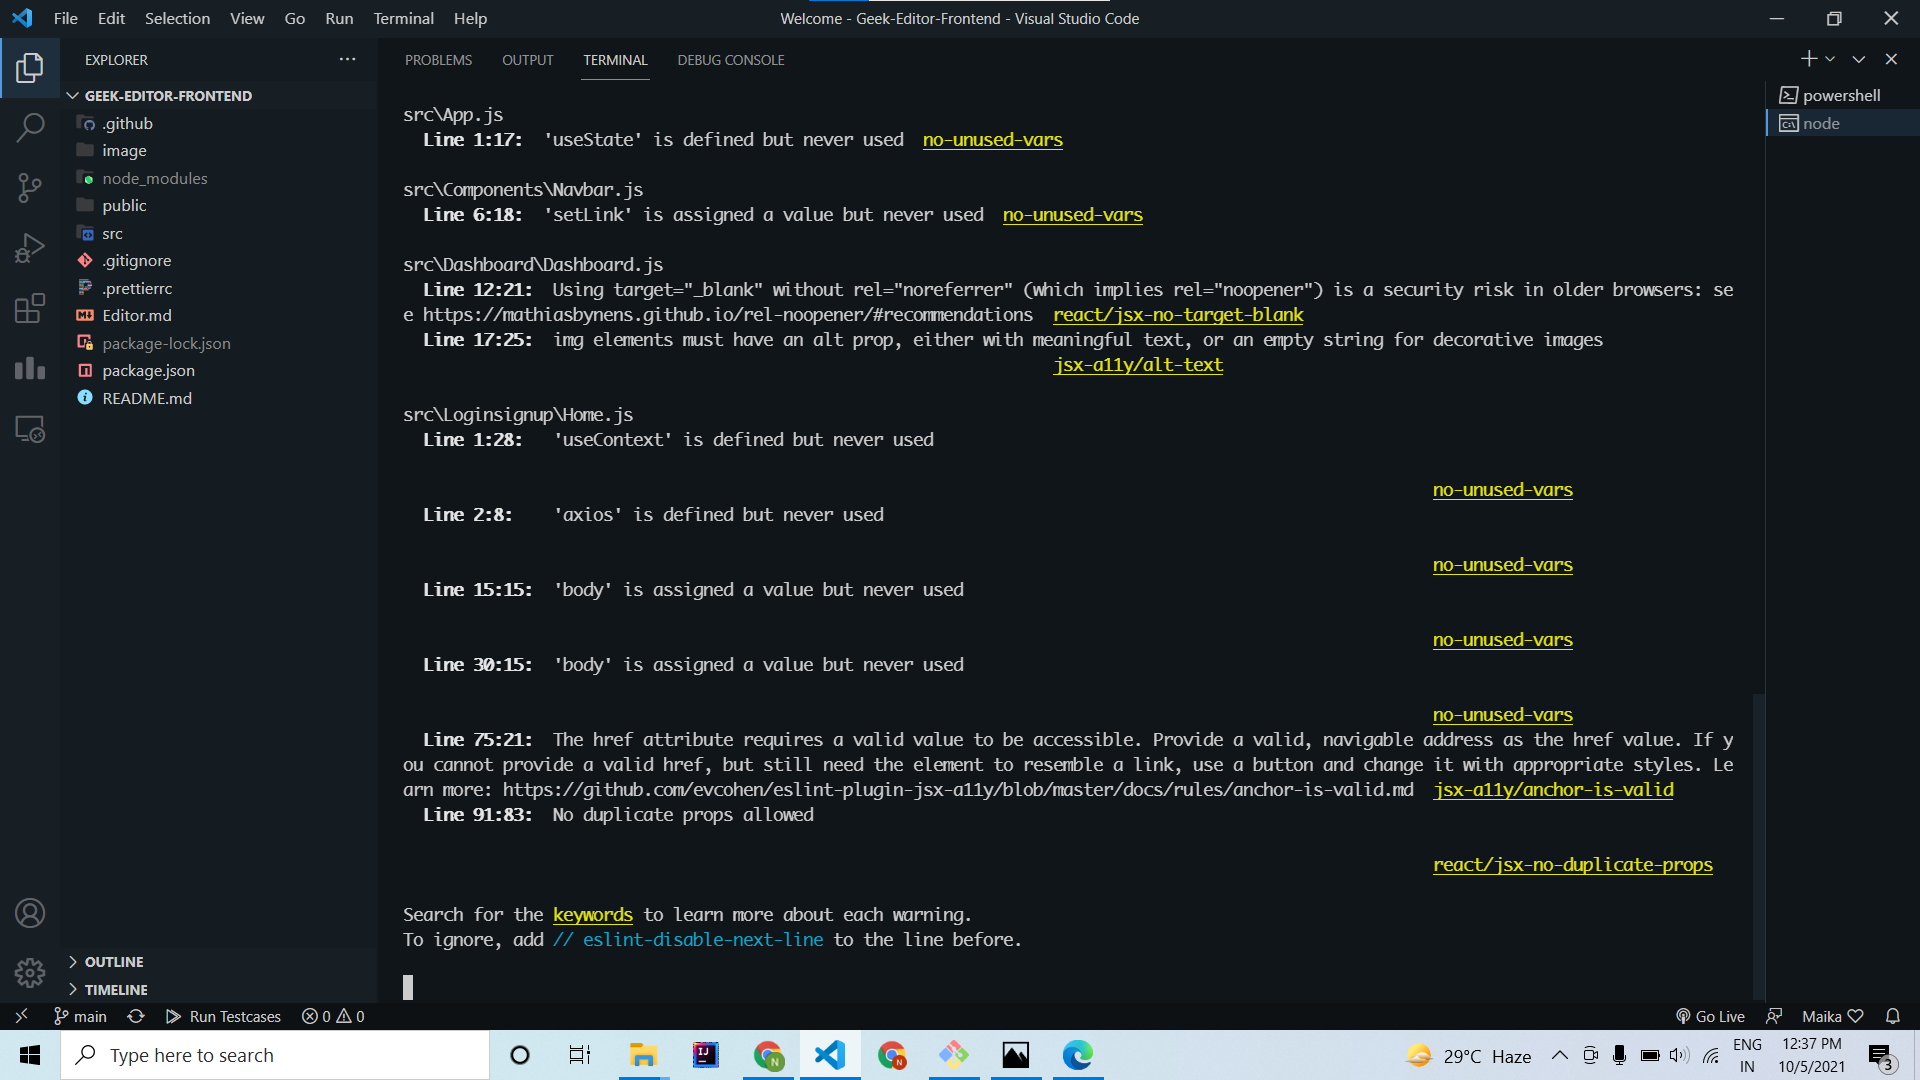 File Edit Selection View Go Run Terminal Help
Welcome - Geek-Editor-Frontend - Visual Studio Code
EXPLORER
GEEK-EDITOR-FRONTEND
.github
image
node_modules
public
src
.gitignore
.prettierrc
Editor.md
package-lock.json
package.json
README.md
OUTLINE
TIMELINE
PROBLEMS OUTPUT TERMINAL DEBUG CONSOLE
src\App.js
Line 1:17: 'useState' is defined but never used no-unused-vars
src\Components\Navbar.js
Line 6:18: 'setLink' is assigned a value but never used no-unused-vars
src\Dashboard\Dashboard.js
Line 12:21: Using target="_blank" without rel="noreferrer" (which implies rel="noopener") is a security risk in older browsers: se
e https://mathiasbynens.github.io/rel-noopener/#recommendations react/jsx-no-target-blank
Line 17:25: img elements must have an alt prop, either with meaningful text, or an empty string for decorative images
jsx-a11y/alt-text
src\Loginsignup\Home.js
Line 1:28: 'useContext' is defined but never used
no-unused-vars
Line 2:8: 'axios' is defined but never used
no-unused-vars
Line 15:15: 'body' is assigned a value but never used
no-unused-vars
Line 30:15: 'body' is assigned a value but never used
no-unused-vars
Line 75:21: The href attribute requires a valid value to be accessible. Provide a valid, navigable address as the href value. If y
ou cannot provide a valid href, but still need the element to resemble a link, use a button and change it with appropriate styles. Le
arn more: https://github.com/evcohen/eslint-plugin-jsx-a11y/blob/master/docs/rules/anchor-is-valid.md jsx-a11y/anchor-is-valid
Line 91:83: No duplicate props allowed
react/jsx-no-duplicate-props
Search for the keywords to learn more about each warning.
To ignore, add // eslint-disable-next-line to the line before.
powershell
node
main Run Testcases 0 0
Go Live Maika
Type here to search
IJ
N
N
29°C Haze
ENG
IN
12:37 PM
10/5/2021
3